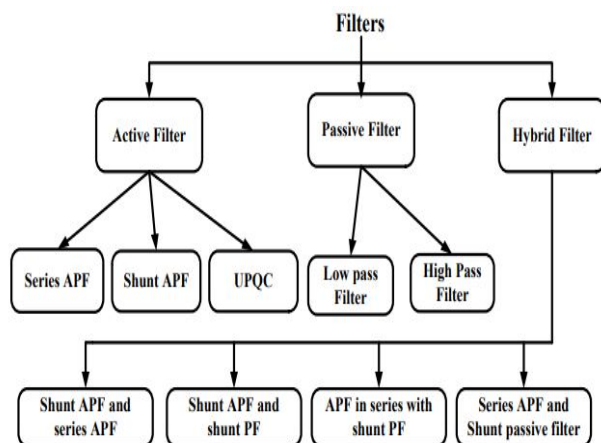 Filters
Active Filter
Passive Filter
Hybrid Filter
Series APF
Shunt APF
UPQC
Low pass
Filter
High Pass
Filter
Shunt APF and
series APF
Shunt APF and
shunt PF
APF in series with
shunt PF
Series APF and
Shunt passive filter